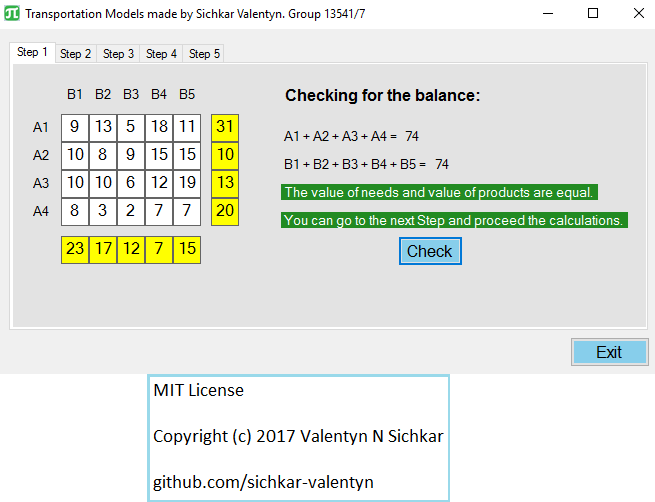 Transportation Models made by Sichkar Valentyn. Group 13541/7
Step 1 Step 2 Step 3 Step 4 Step 5
B1 B2 B3 B4 B5
A1 9 13 5 18 11 31
A2 10 8 9 15 15 10
A3 10 10 6 12 19 13
A4 8 3 2 7 7 20
23 17 12 7 15
Checking for the balance:
A1 + A2 + A3 + A4 = 74
B1 + B2 + B3 + B4 + B5 = 74
The value of needs and value of products are equal.
You can go to the next Step and proceed the calculations.
Check
Exit
MIT License
Copyright (c) 2017 Valentyn N Sichkar
github.com/sichkar-valentyn